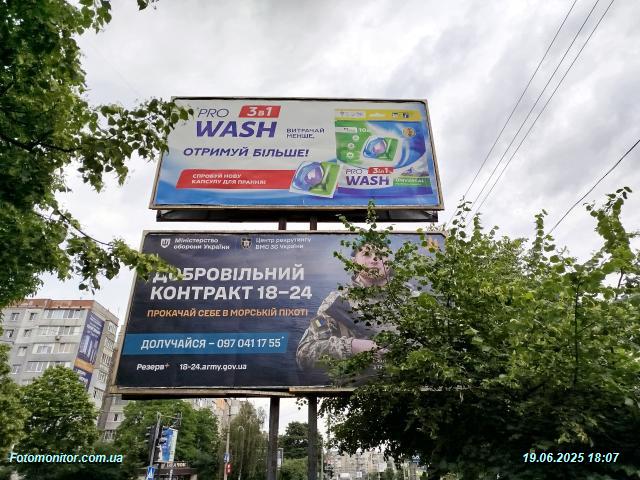 PRO 3в1
WASH
ВИТРАЧАЙ
МЕНШЕ,
ОТРИМУЙ БІЛЬШЕ!
СПРОБУЙ НОВУ
КАПСУЛУ ДЛЯ ПРАННЯ!
PRO 3в1
WASH
UNIVERSAL
Міністерство
оборони України
Центр рекрутингу
ВМС ЗС України
ДОБРОВІЛЬНИЙ
КОНТРАКТ 18–24
ПРОКАЧАЙ СЕБЕ В МОРСЬКІЙ ПІХОТІ
ДОЛУЧАЙСЯ – 097 041 17 55*
Резерв+ 18-24.army.gov.ua
Fotomonitor.com.ua
19.06.2025 18:07